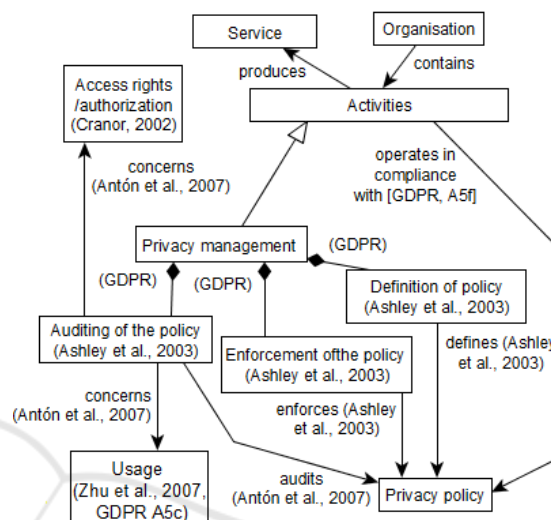 Service
Organisation
produces
contains
Access rights
/authorization
(Cranor, 2002)
Activities
concerns
(Antón et al., 2007)
operates in
compliance
with [GDPR, A5f]
Privacy management
(GDPR)
(GDPR)
(GDPR)
Definition of policy
(Ashley et al., 2003)
Auditing of the policy
(Ashley et al., 2003)
Enforcement ofthe policy
(Ashley et al., 2003)
defines (Ashley
et al., 2003)
concerns
(Antón et al., 2007)
enforces (Ashley
et al., 2003)
Usage
(Zhu et al., 2007,
GDPR A5c)
audits
(Antón et al., 2007)
Privacy policy